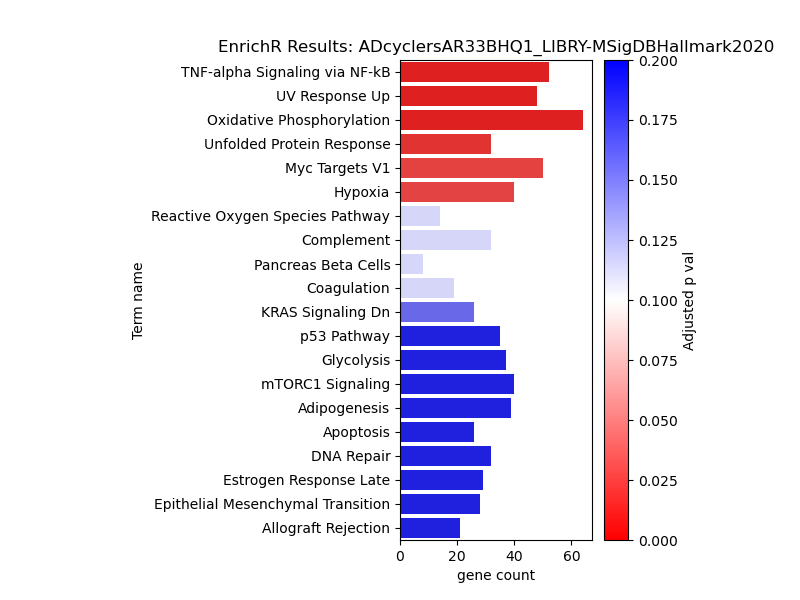 EnrichR Results: ADcyclersAR33BHQ1_LIBRY-MSigDBHallmark2020
TNF-alpha Signaling via NF-kB
UV Response Up
Oxidative Phosphorylation
Unfolded Protein Response
Myc Targets V1
Hypoxia
Reactive Oxygen Species Pathway
Complement
Pancreas Beta Cells
Coagulation
KRAS Signaling Dn
p53 Pathway
Glycolysis
mTORC1 Signaling
Adipogenesis
Apoptosis
DNA Repair
Estrogen Response Late
Epithelial Mesenchymal Transition
Allograft Rejection
Term name
0 20 40 60
gene count
0.200
0.175
0.150
0.125
0.100
0.075
0.050
0.025
0.000
Adjusted p val